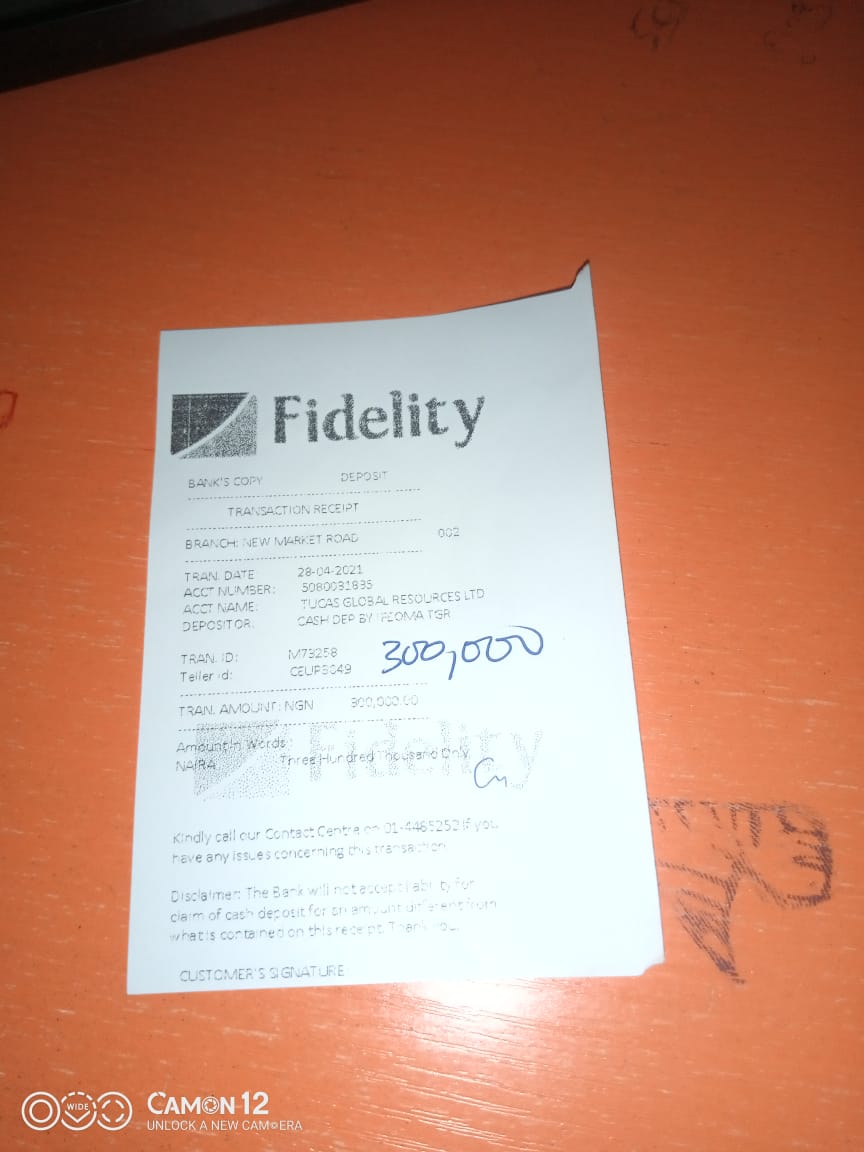 Fidelity
BANK'S COPY DEPOSIT
TRANSACTION RECEIPT
BRANCH: NEW MARKET ROAD 002
TRAN. DATE 28-04-2021
ACCT NUMBER: 5080031835
ACCT NAME: TUCAS GLOBAL RESOURCES LTD
DEPOSITOR: CASH DEP BY IFEOMA TGR
TRAN. ID: M73258
300,000
Teller id: CEUP3049
TRAN. AMOUNT: NGN 300,000.00
Fidelity
Amount In Words :
NAIRA Three Hundred Thousand Only
Kindly call our Contact Centre on 01-4485252 if you
have any issues concerning this transaction
Disclaimer: The Bank will not accept liability for
claim of cash deposit for an amount different from
what is contained on this receipt. Thank you.
CUSTOMER'S SIGNATURE
WIDE
CAMON 12
UNLOCK A NEW CAMERA